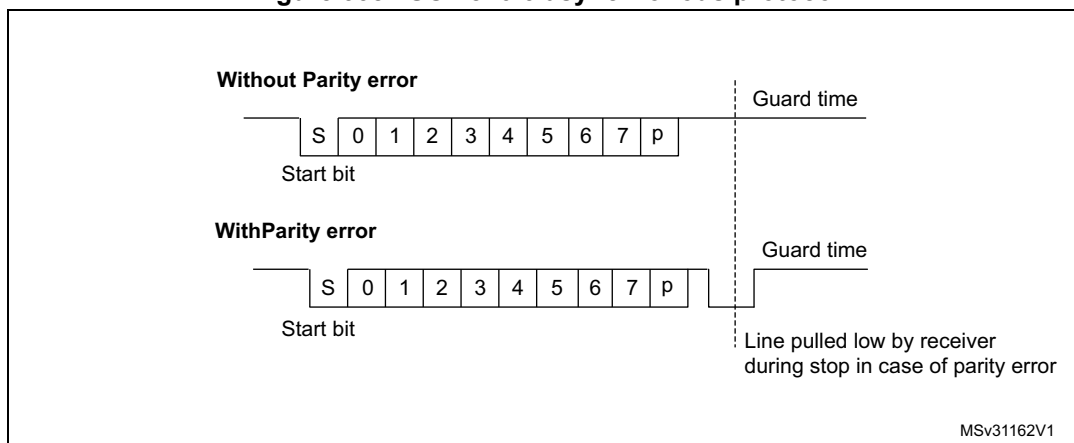 Without Parity error
Guard time
S 0 1 2 3 4 5 6 7 p
Start bit
WithParity error
Guard time
S 0 1 2 3 4 5 6 7 p
Start bit
Line pulled low by receiver
during stop in case of parity error
MSv31162V1